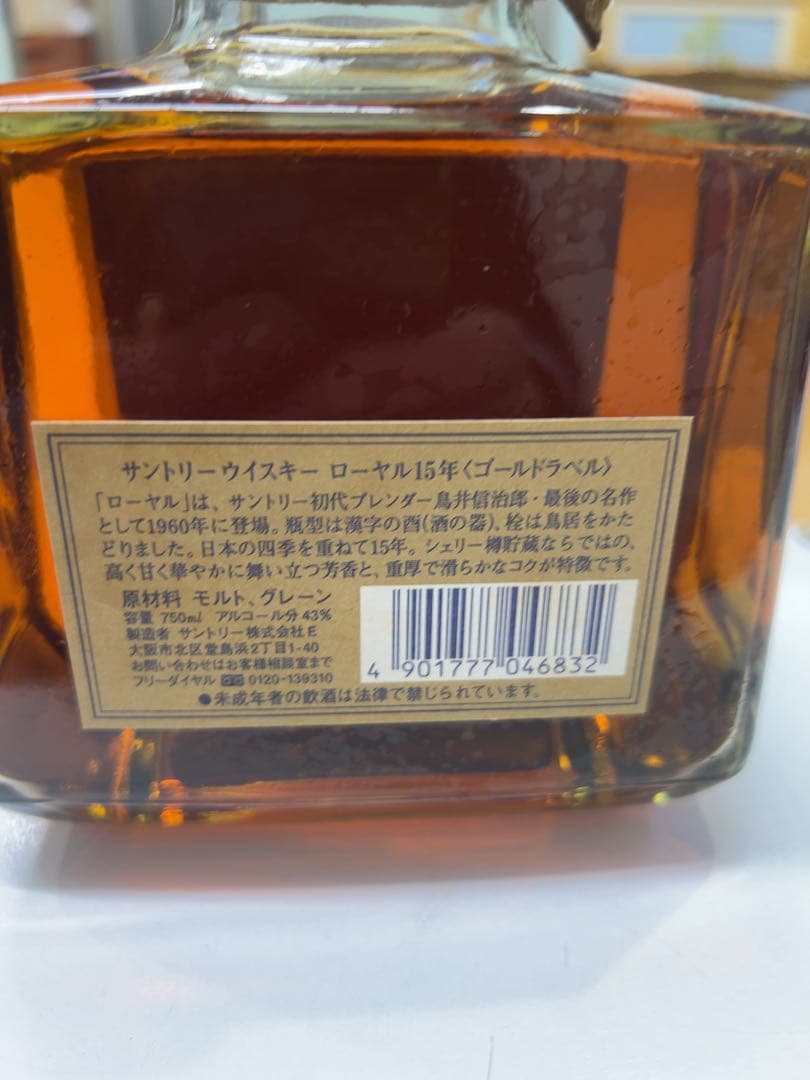 サントリーウイスキー ローヤル15年〈ゴールドラベル〉
「ローヤル」は、サントリー初代ブレンダー鳥井信治郎・最後の名作
として1960年に登場。瓶型は漢字の酉(酒の器)、栓は鳥居をかた
どりました。日本の四季を重ねて15年。シェリー樽貯蔵ならではの、
高く甘く華やかに舞い立つ芳香と、重厚で滑らかなコクが特徴です。
原材料 モルト、グレーン
容量 750㎖ アルコール分43%
製造者 サントリー株式会社E
大阪市北区堂島浜2丁目1-40
お問い合わせはお客様相談室まで
フリーダイヤル 0120-139310
4 901777 046832
●未成年者の飲酒は法律で禁じられています。